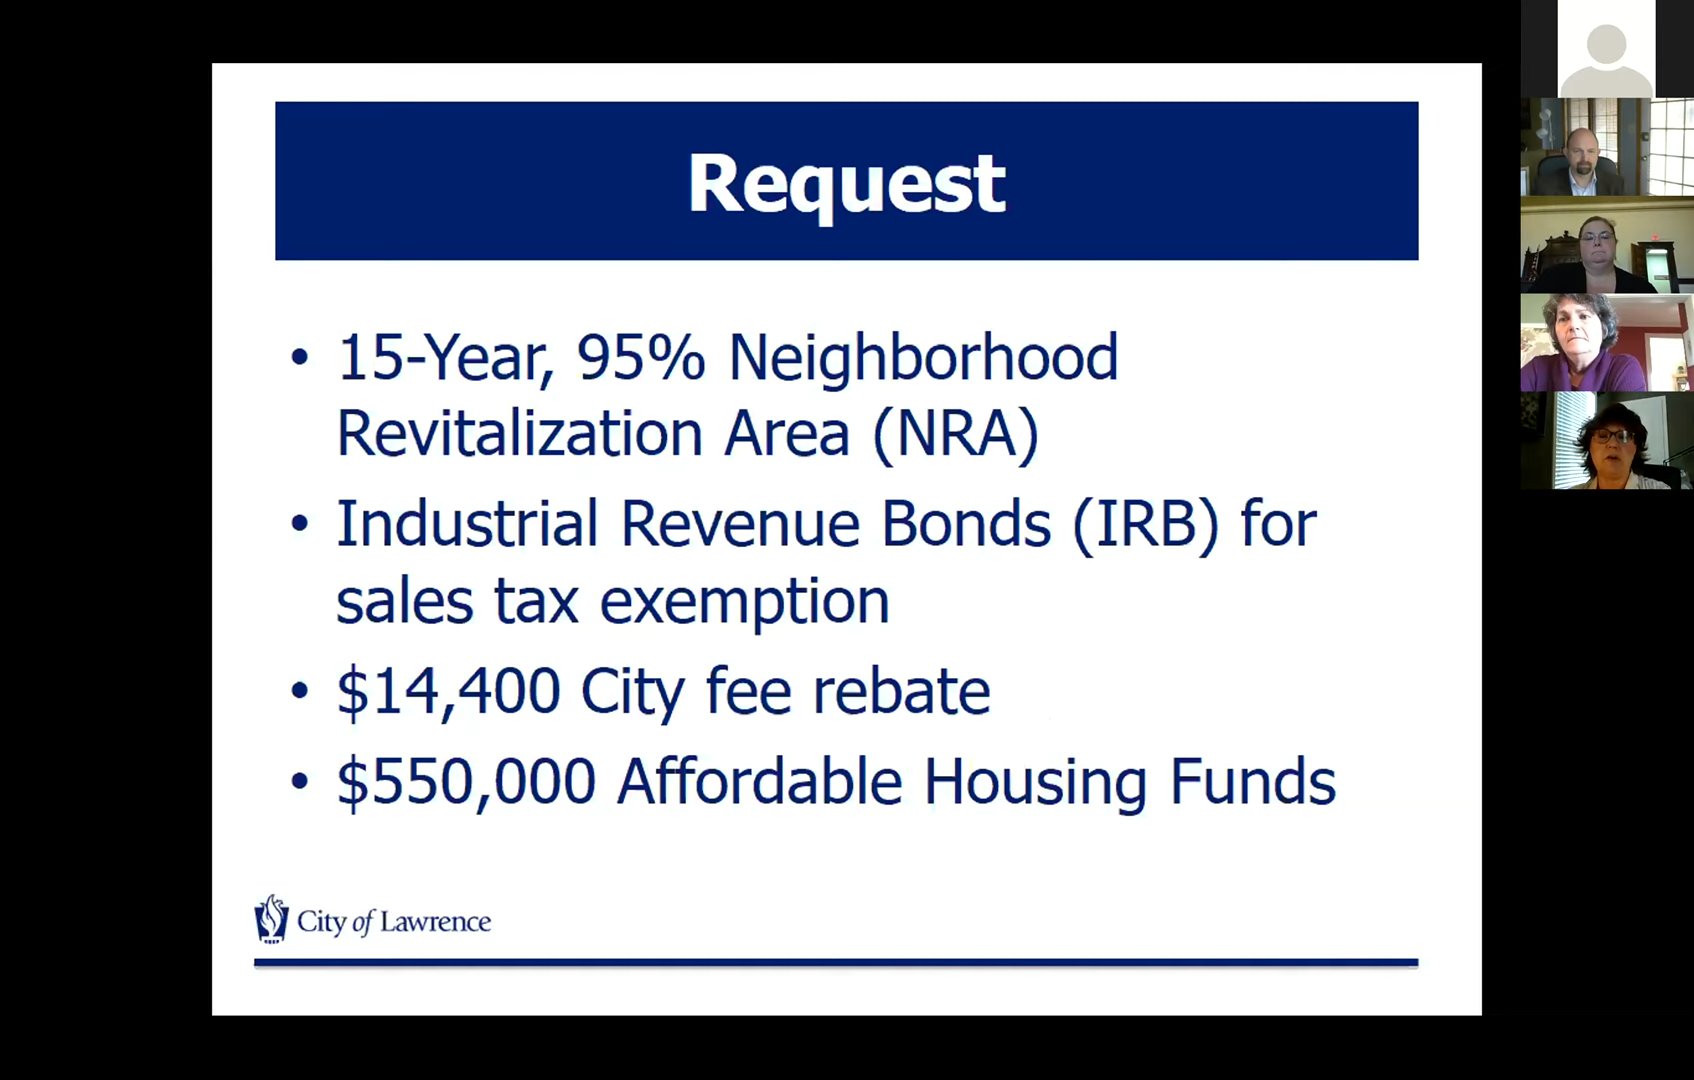 Request
• 15-Year, 95% Neighborhood
Revitalization Area (NRA)
• Industrial Revenue Bonds (IRB) for
sales tax exemption
• $14,400 City fee rebate
• $550,000 Affordable Housing Funds
City of Lawrence